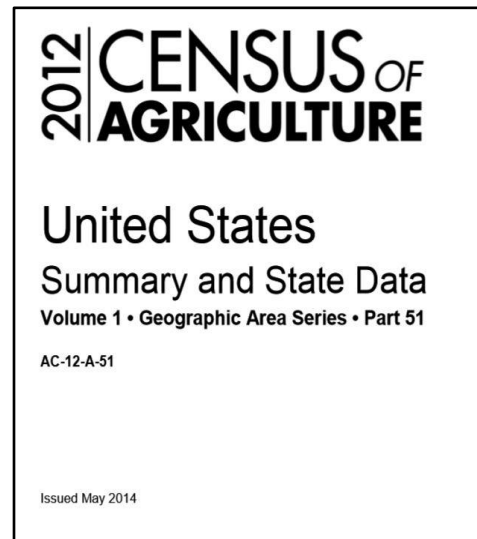 2012 CENSUS OF
AGRICULTURE
United States
Summary and State Data
Volume 1 • Geographic Area Series • Part 51
AC-12-A-51
Issued May 2014